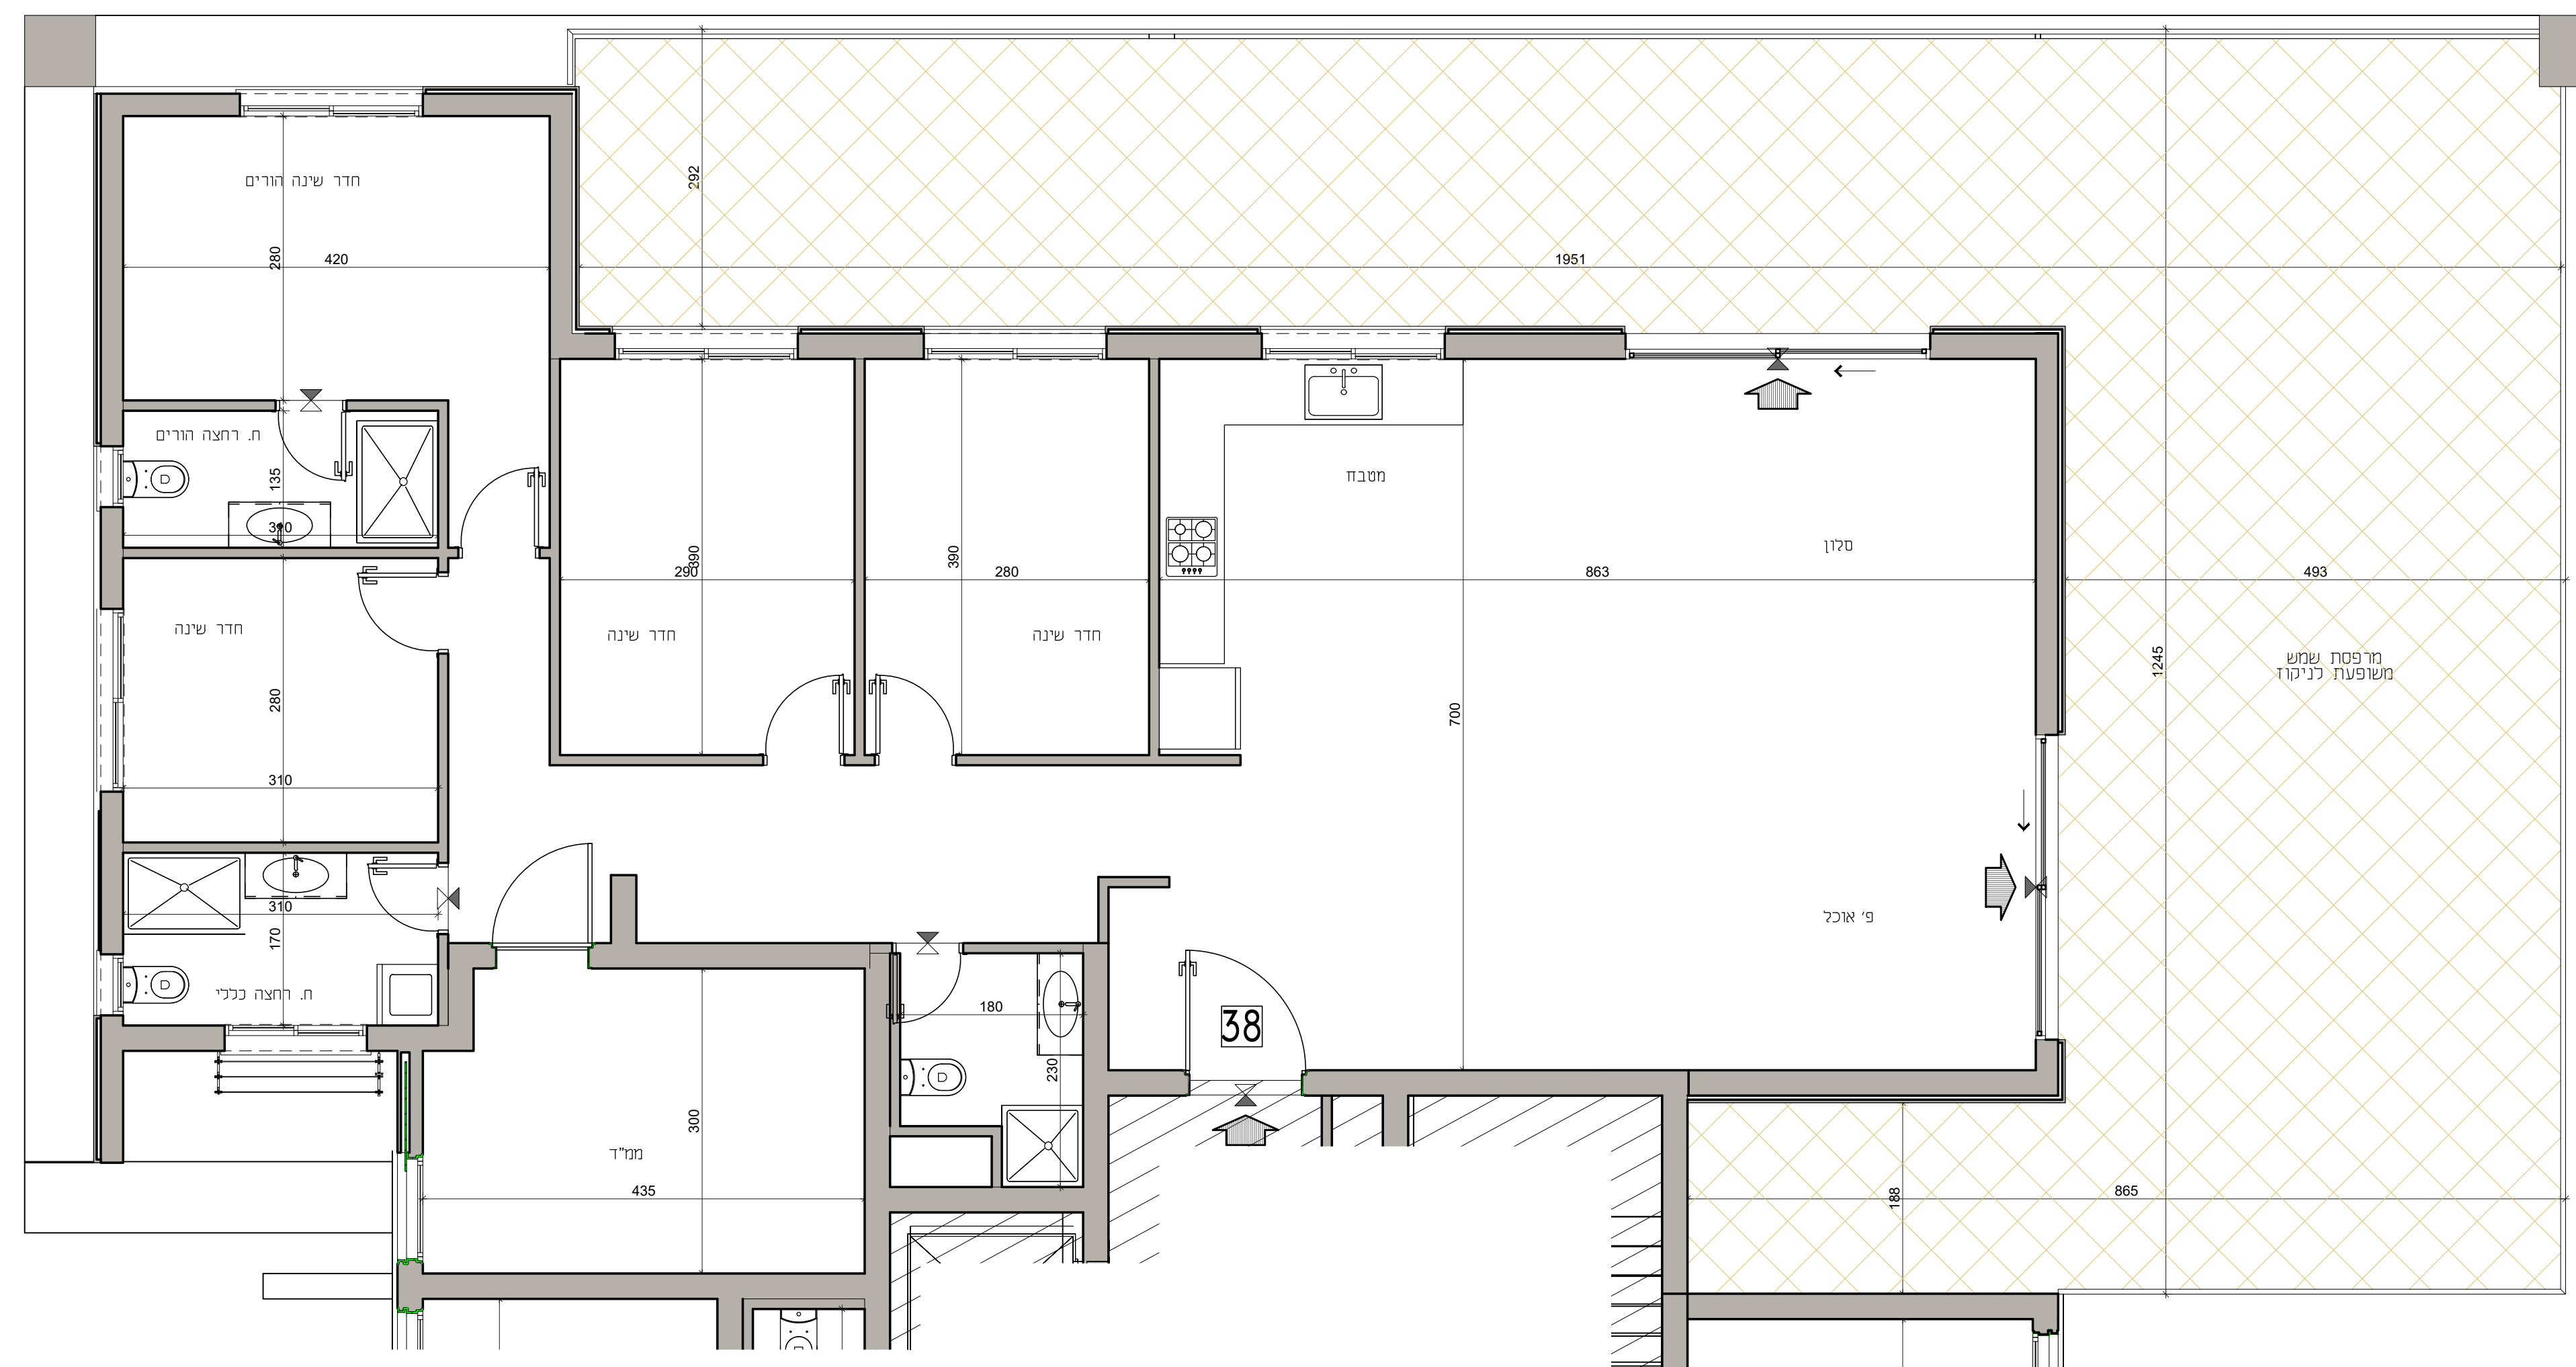 292
חדר שינה הורים
280
420
1951
ח. רחצה הורים
135
310
מטבח
סלון
390
290
390
280
863
493
חדר שינה
חדר שינה
חדר שינה
מרפסת שמש
משופעת לניקוז
1245
280
700
310
310
170
פ' אוכל
ח. רחצה כללי
180
38
230
300
ממ"ד
435
188
865